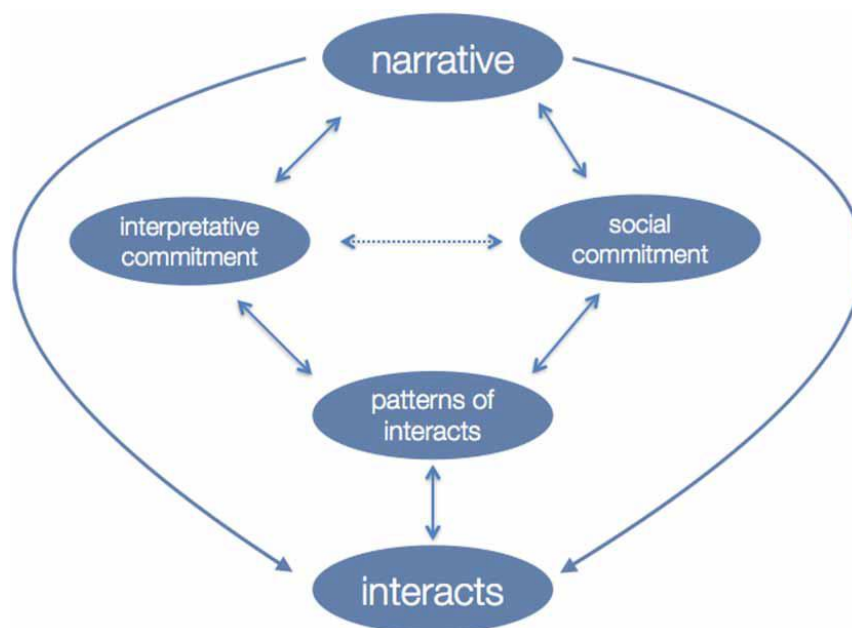 narrative
interpretative
commitment
social
commitment
patterns of
interacts
interacts